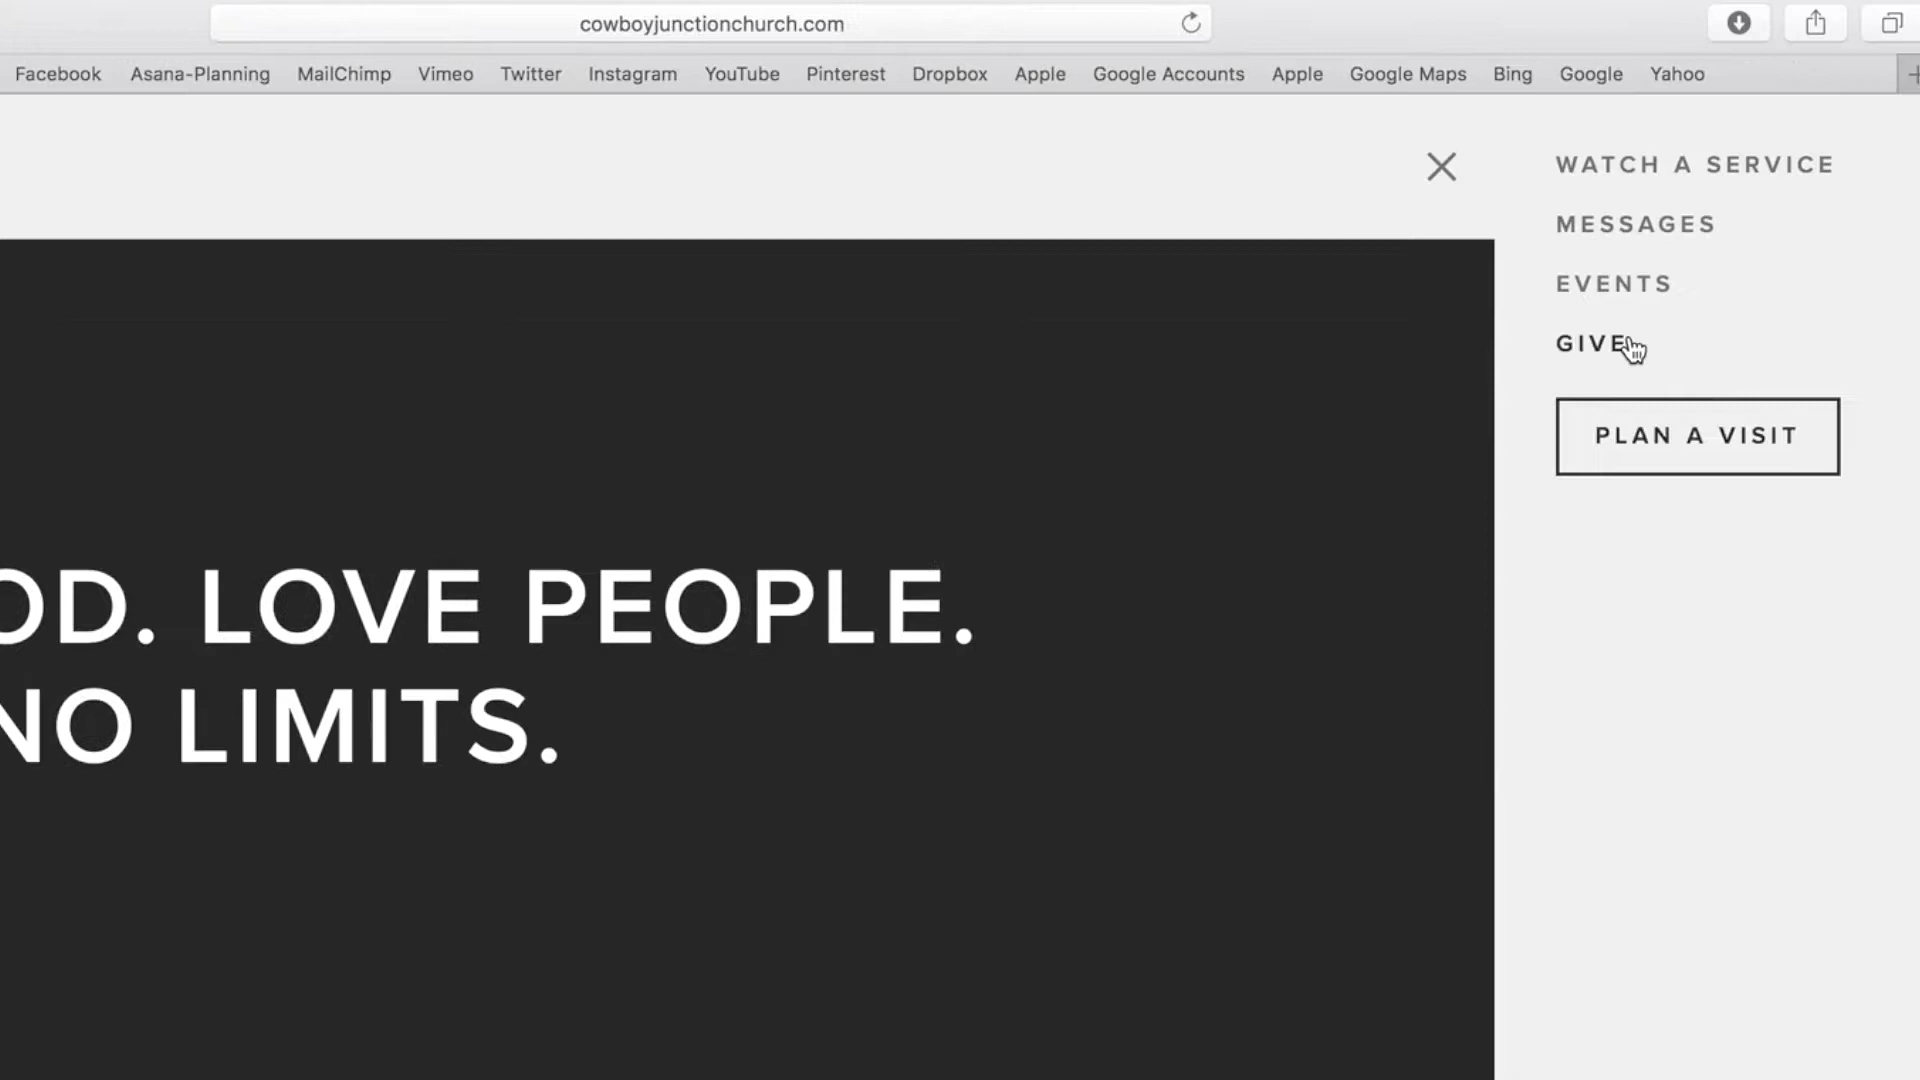 cowboyjunctionchurch.com
Facebook Asana-Planning MailChimp Vimeo Twitter Instagram YouTube Pinterest Dropbox Apple Google Accounts Apple Google Maps Bing Google Yahoo
WATCH A SERVICE
MESSAGES
EVENTS
GIVE
PLAN A VISIT
OD. LOVE PEOPLE.
NO LIMITS.